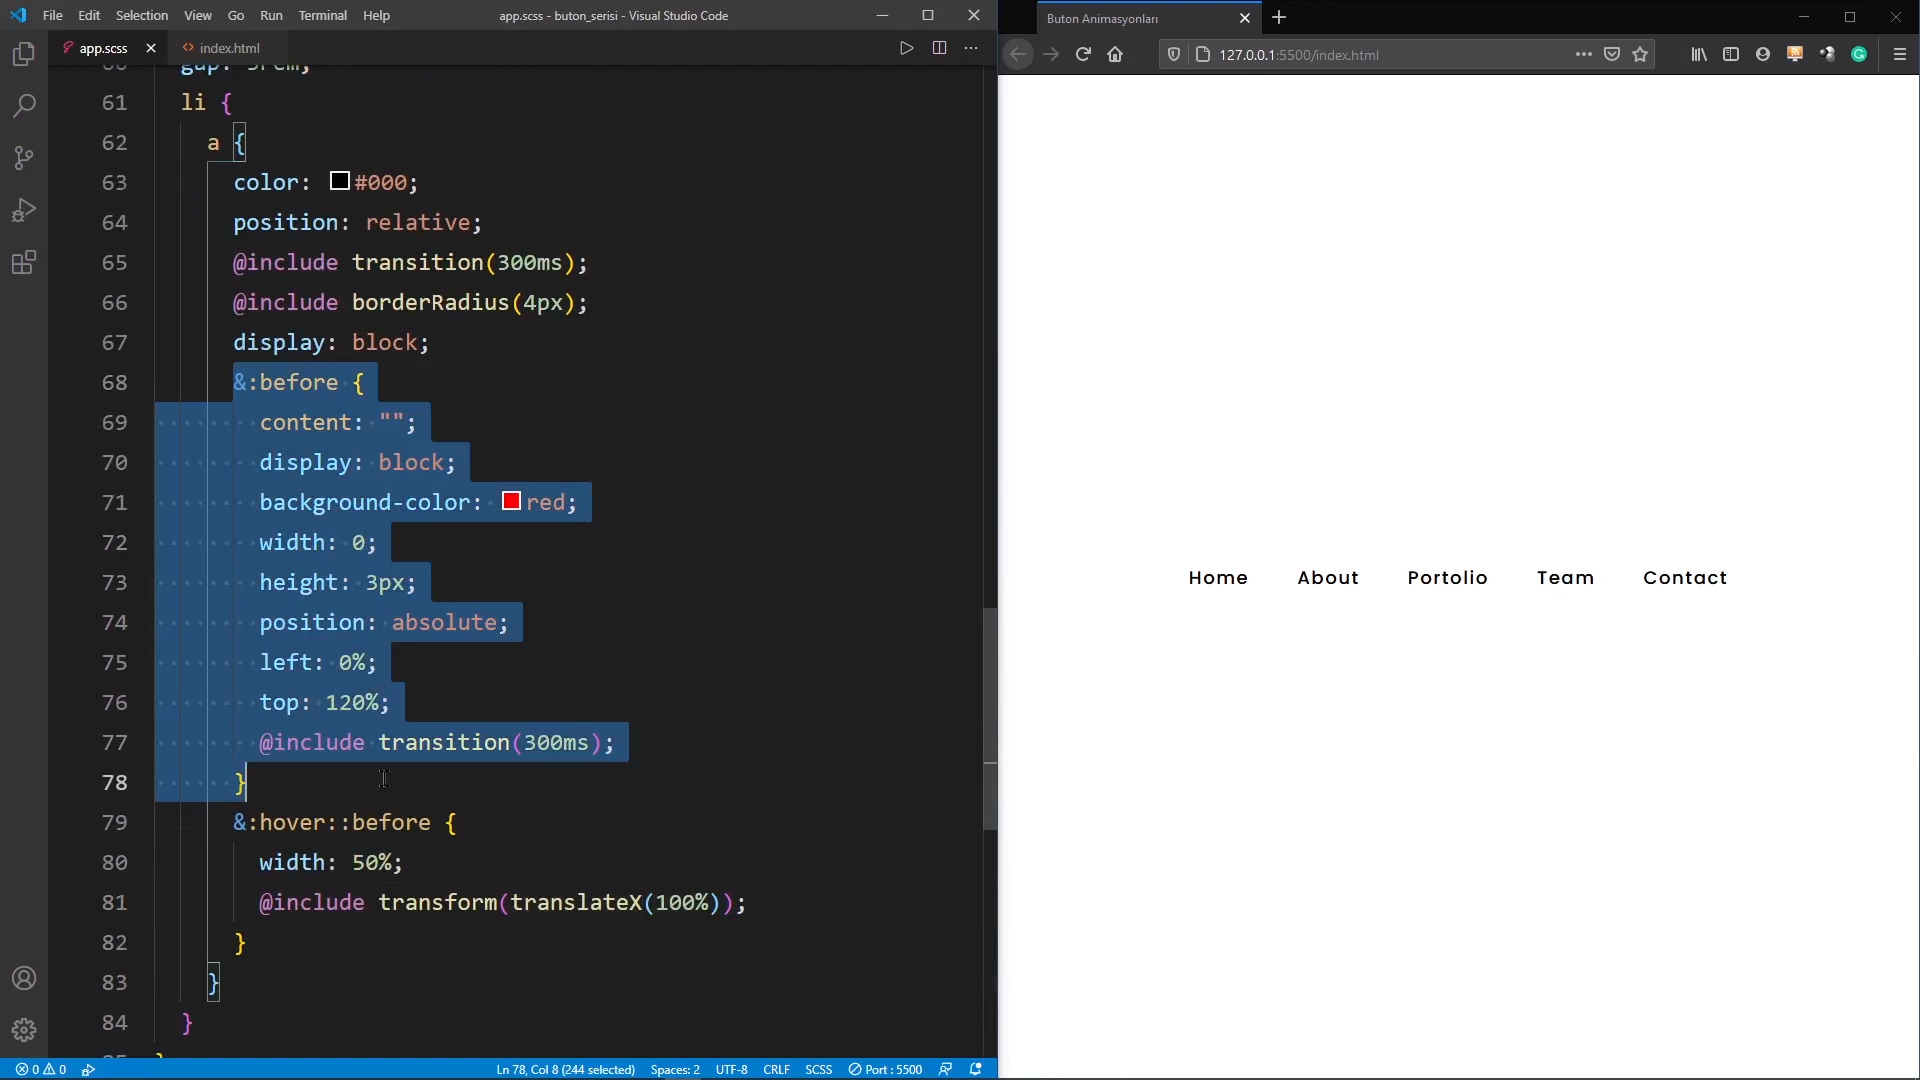 File Edit Selection View Go Run Terminal Help
app.scss - buton_serisi - Visual Studio Code
app.scss
index.html
61 li {
62 a {
63 color: #000;
64 position: relative;
65 @include transition(300ms);
66 @include borderRadius(4px);
67 display: block;
68 &:before {
69 content: "";
70 display: block;
71 background-color: red;
72 width: 0;
73 height: 3px;
74 position: absolute;
75 left: 0%;
76 top: 120%;
77 @include transition(300ms);
78 }
79 &:hover::before {
80 width: 50%;
81 @include transform(translateX(100%));
82 }
83 }
84 }
0 0 Ln 78, Col 8 (244 selected) Spaces: 2 UTF-8 CRLF SCSS Port : 5500
Buton Animasyonları
127.0.0.1:5500/index.html
Home About Portolio Team Contact